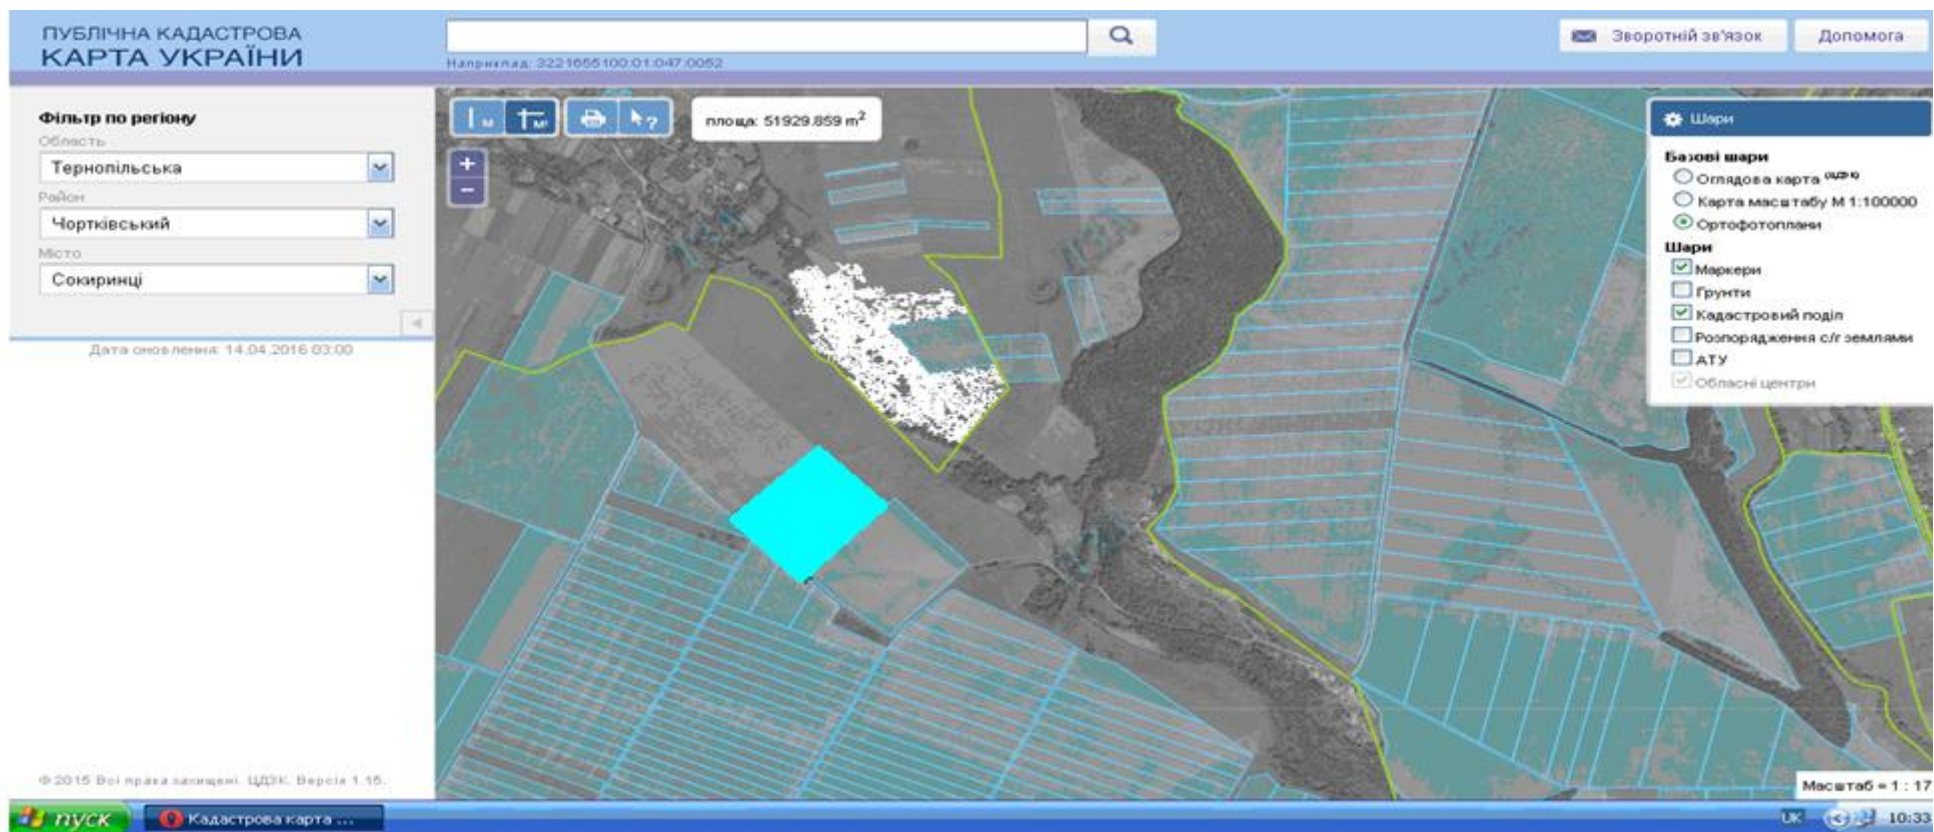 ПУБЛІЧНА КАДАСТРОВА
КАРТА УКРАЇНИ
Наприклад: 3221655100:01:047:0052
Зворотній зв'язок
Допомога
Фільтр по регіону
Область
Тернопільська
Район
Чортківський
Місто
Сокиринці
Дата оновлення: 14.04.2016 03:00
м
м²
?
площа: 51929.859 m²
+
−
Шари
Базові шари
Оглядова карта
Карта масштабу М 1:100000
Ортофотоплани
Шари
Маркери
Грунти
Кадастровий поділ
Розпорядження с/г землями
АТУ
Обласні центри
© 2015 Всі права захищені. ЦДЗК. Версія 1.15.
Масштаб = 1 : 17
пуск
Кадастрова карта ...
UK
10:33